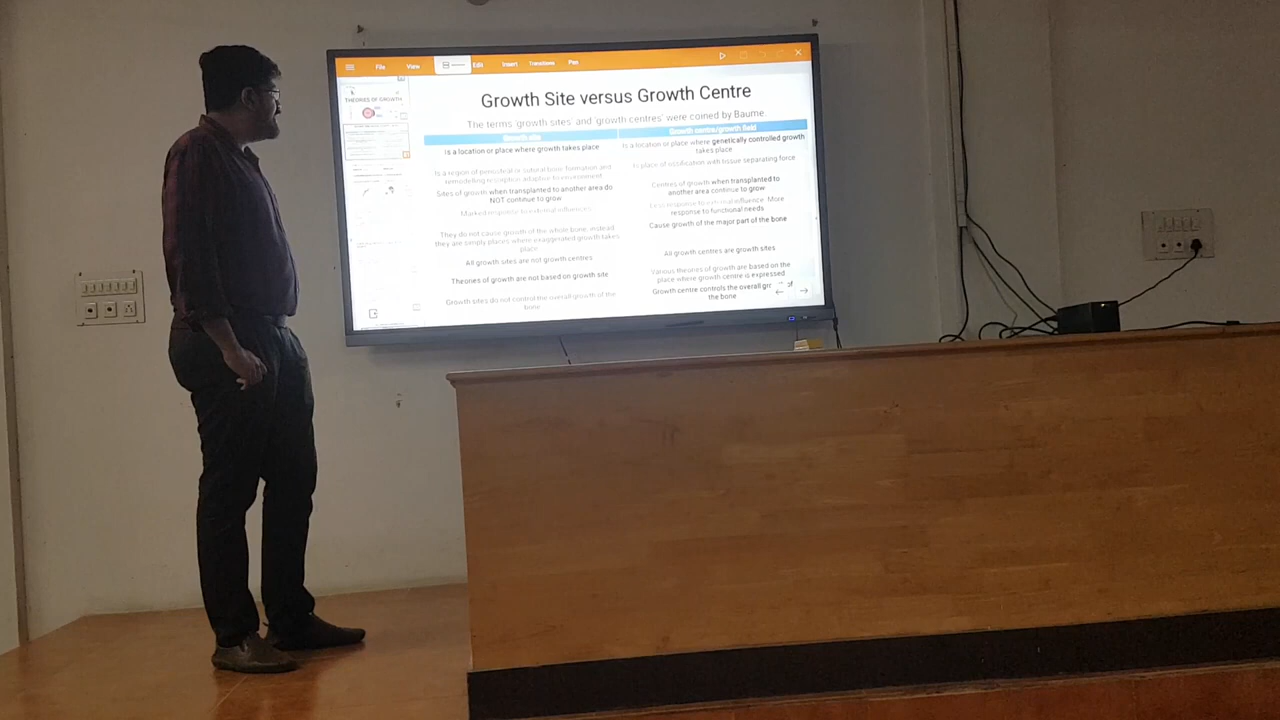 File View Edit Insert Transitions Pen
THEORIES OF GROWTH
Growth Site versus Growth Centre
The terms 'growth sites' and 'growth centres' were coined by Baume.
Growth site
Growth centre/growth field
Is a location or place where growth takes place
Is a location or place where genetically controlled growth
takes place
Is a region of periosteal or sutural bone formation and
remodelling resorption adaptive to environment
Is place of ossification with tissue separating force
Sites of growth when transplanted to another area do
NOT continue to grow
Centres of growth when transplanted to
another area continue to grow
Marked response to external influences
Less response to external influence. More
response to functional needs
They do not cause growth of the whole bone, instead
they are simply places where exaggerated growth takes
place
Cause growth of the major part of the bone
All growth sites are not growth centres
All growth centres are growth sites
Theories of growth are not based on growth site
Various theories of growth are based on the
place where growth centre is expressed
Growth sites do not control the overall growth of the
bone
Growth centre controls the overall gr of
the bone